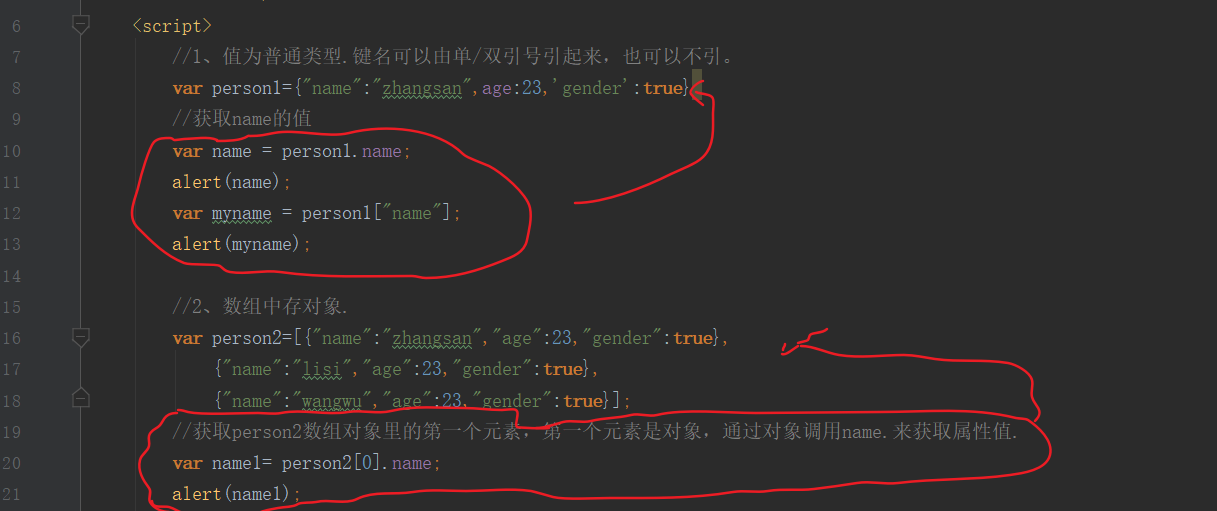 6 <script>
7 //1、值为普通类型.键名可以由单/双引号引起来，也可以不引。
8 var person1={"name":"zhangsan",age:23,'gender':true}
9 //获取name的值
10 var name = person1.name;
11 alert(name);
12 var myname = person1["name"];
13 alert(myname);
14
15 //2、数组中存对象.
16 var person2=[{"name":"zhangsan","age":23,"gender":true},
17 {"name":"lisi","age":23,"gender":true},
18 {"name":"wangwu","age":23,"gender":true}];
19 //获取person2数组对象里的第一个元素，第一个元素是对象，通过对象调用name.来获取属性值.
20 var name1= person2[0].name;
21 alert(name1);